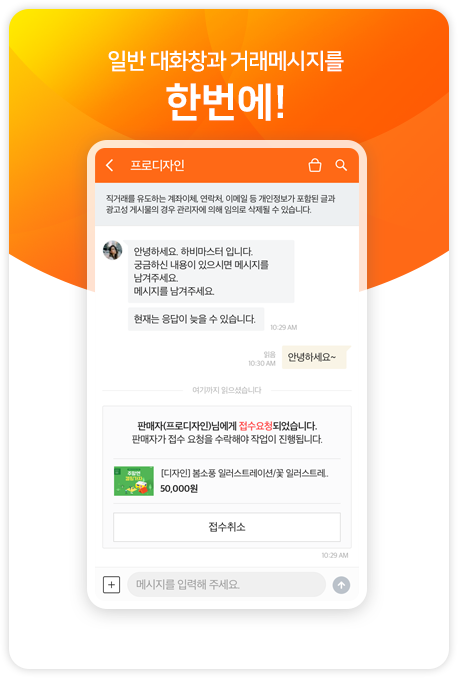 일반 대화창과 거래메시지를
한번에!
프로디자인
직거래를 유도하는 계좌이체, 연락처, 이메일 등 개인정보가 포함된 글과
광고성 게시물의 경우 관리자에 의해 임의로 삭제될 수 있습니다.
안녕하세요. 하비마스터 입니다.
궁금하신 내용이 있으시면 메시지를
남겨주세요.
메시지를 남겨주세요.
현재는 응답이 늦을 수 있습니다.
10:29 AM
읽음
10:30 AM
안녕하세요~
여기까지 읽으셨습니다
판매자(프로디자인)님에게 접수요청되었습니다.
판매자가 접수 요청을 수락해야 작업이 진행됩니다.
[디자인] 봄소풍 일러스트레이션/꽃 일러스트레..
50,000원
접수취소
10:29 AM
메시지를 입력해 주세요.